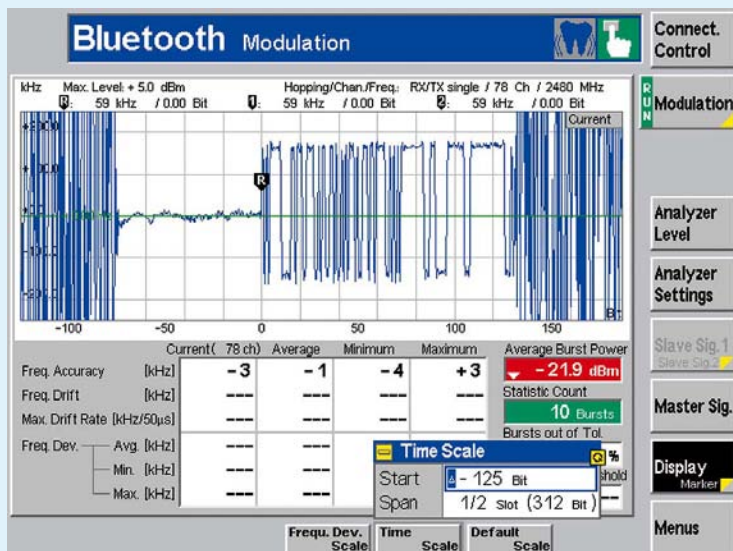 Bluetooth Modulation
Connect.
Control
kHz Max. Level: + 5.0 dBm Hopping/Chan./Freq.: RX/TX single / 78 Ch / 2480 MHz
R : 59 kHz / 0.00 Bit 1 : 59 kHz / 0.00 Bit 2 : 59 kHz / 0.00 Bit
RUN
Modulation
Current
+200.0
R
-100.0
-200.0
Bit
-100 -50 0 50 100 150
Analyzer
Level
Analyzer
Settings
Slave Sig.1
Slave Sig.2
Master Sig.
Display
Marker
Menus
Current( 78 ch) Average Minimum Maximum Average Burst Power
Freq. Accuracy [kHz] - 3 - 1 - 4 + 3 - 21.9 dBm
Freq. Drift [kHz] --- --- --- --- Statistic Count
Max. Drift Rate [kHz/50µs] --- --- --- --- 10 Bursts
Bursts out of Tol.
Freq. Dev. Avg. [kHz] --- --- %
Min. [kHz] --- ---
Max. [kHz] --- --- --
Time Scale
Start - 125 Bit
Span 1/2 Slot (312 Bit)
Frequ. Dev.
Scale
Time
Scale
Default
Scale